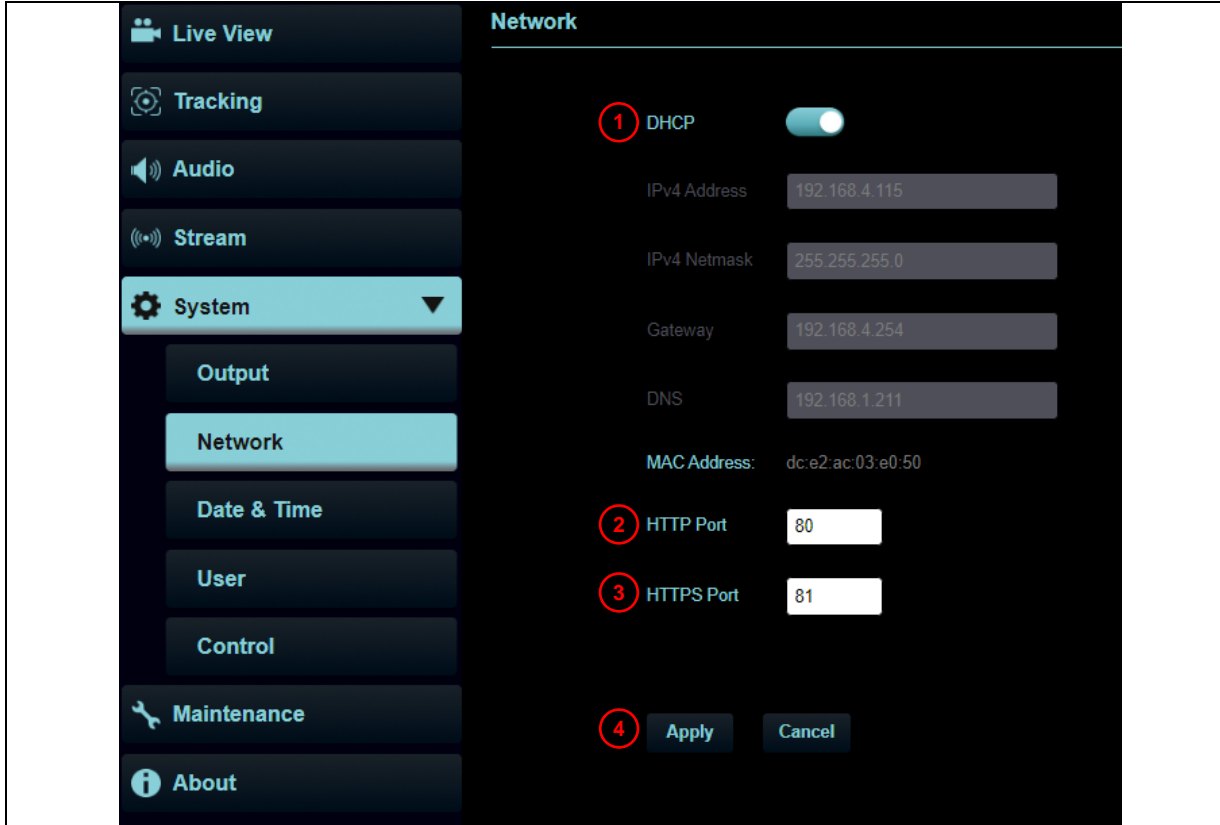 Live View
Tracking
Audio
Stream
System
Output
Network
Date & Time
User
Control
Maintenance
About
Network
1 DHCP
IPv4 Address 192.168.4.115
IPv4 Netmask 255.255.255.0
Gateway 192.168.4.254
DNS 192.168.1.211
MAC Address: dc:e2:ac:03:e0:50
2 HTTP Port 80
3 HTTPS Port 81
4 Apply Cancel